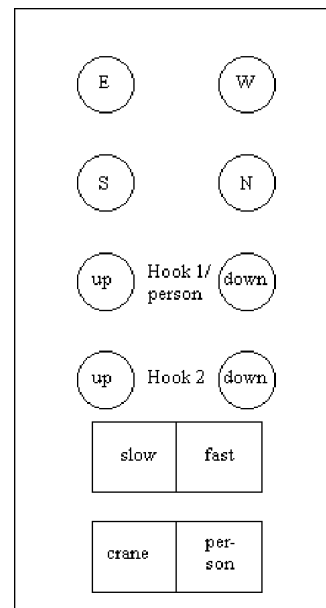 E W
S N
up Hook 1/ down
person
up Hook 2 down
slow fast
crane per-
son